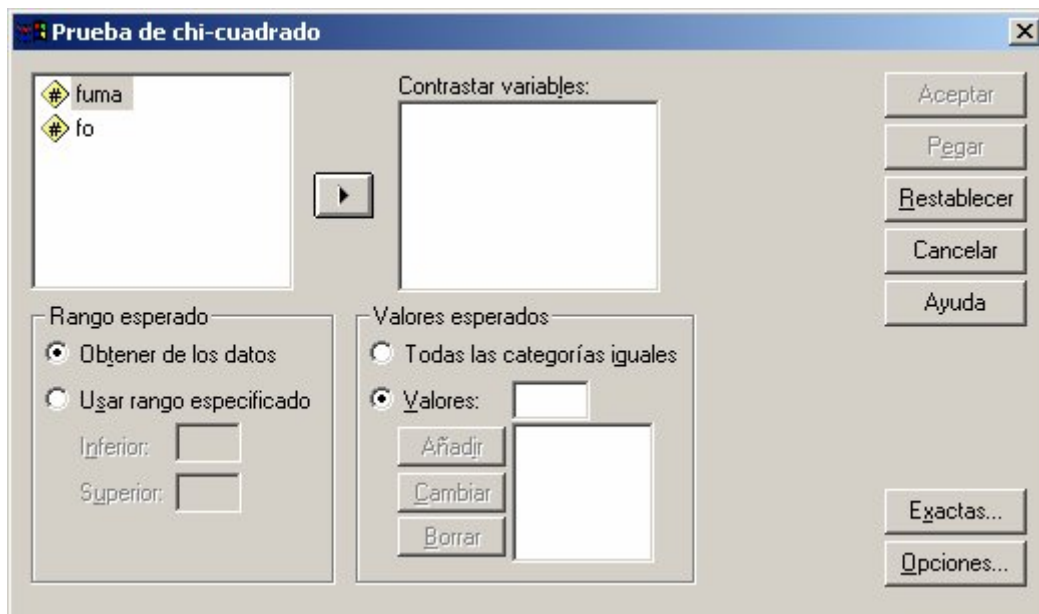 Prueba de chi-cuadrado
fuma
fo
Contrastar variables:
Aceptar
Pegar
Restablecer
Cancelar
Ayuda
Rango esperado
Obtener de los datos
Usar rango especificado
Inferior:
Superior:
Valores esperados
Todas las categorías iguales
Valores:
Añadir
Cambiar
Borrar
Exactas...
Opciones...